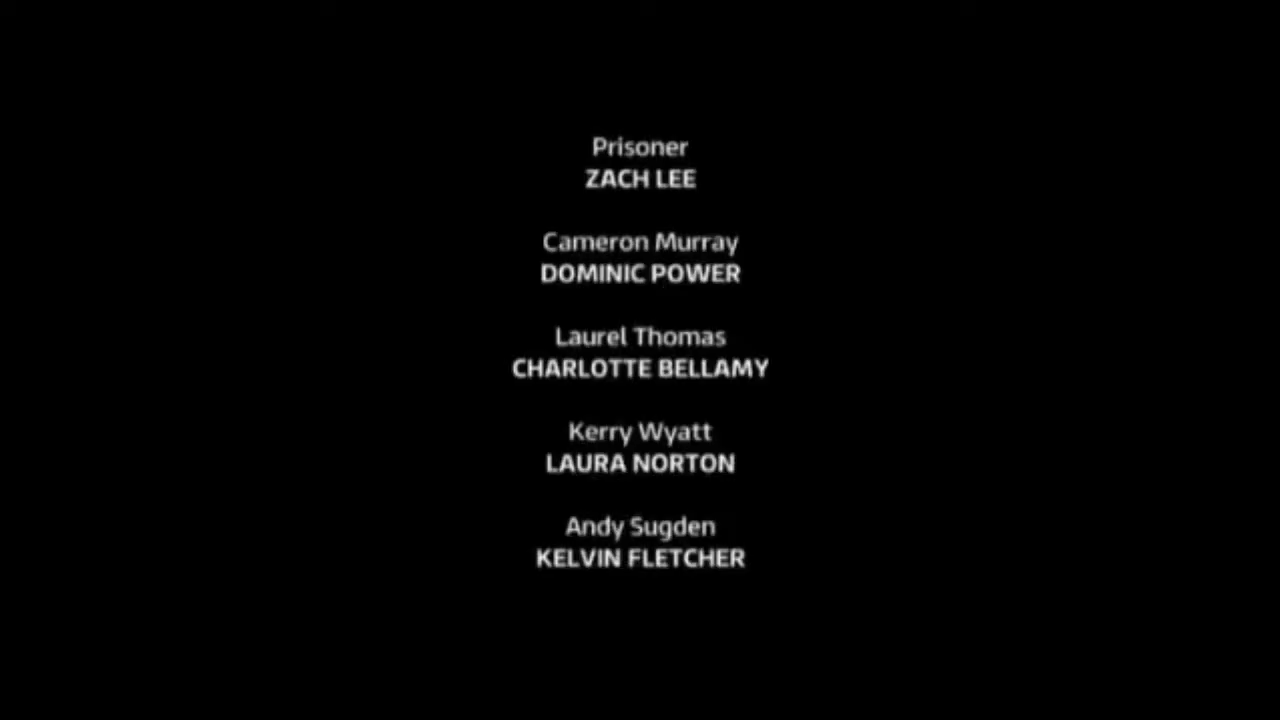 Prisoner
ZACH LEE
Cameron Murray
DOMINIC POWER
Laurel Thomas
CHARLOTTE BELLAMY
Kerry Wyatt
LAURA NORTON
Andy Sugden
KELVIN FLETCHER